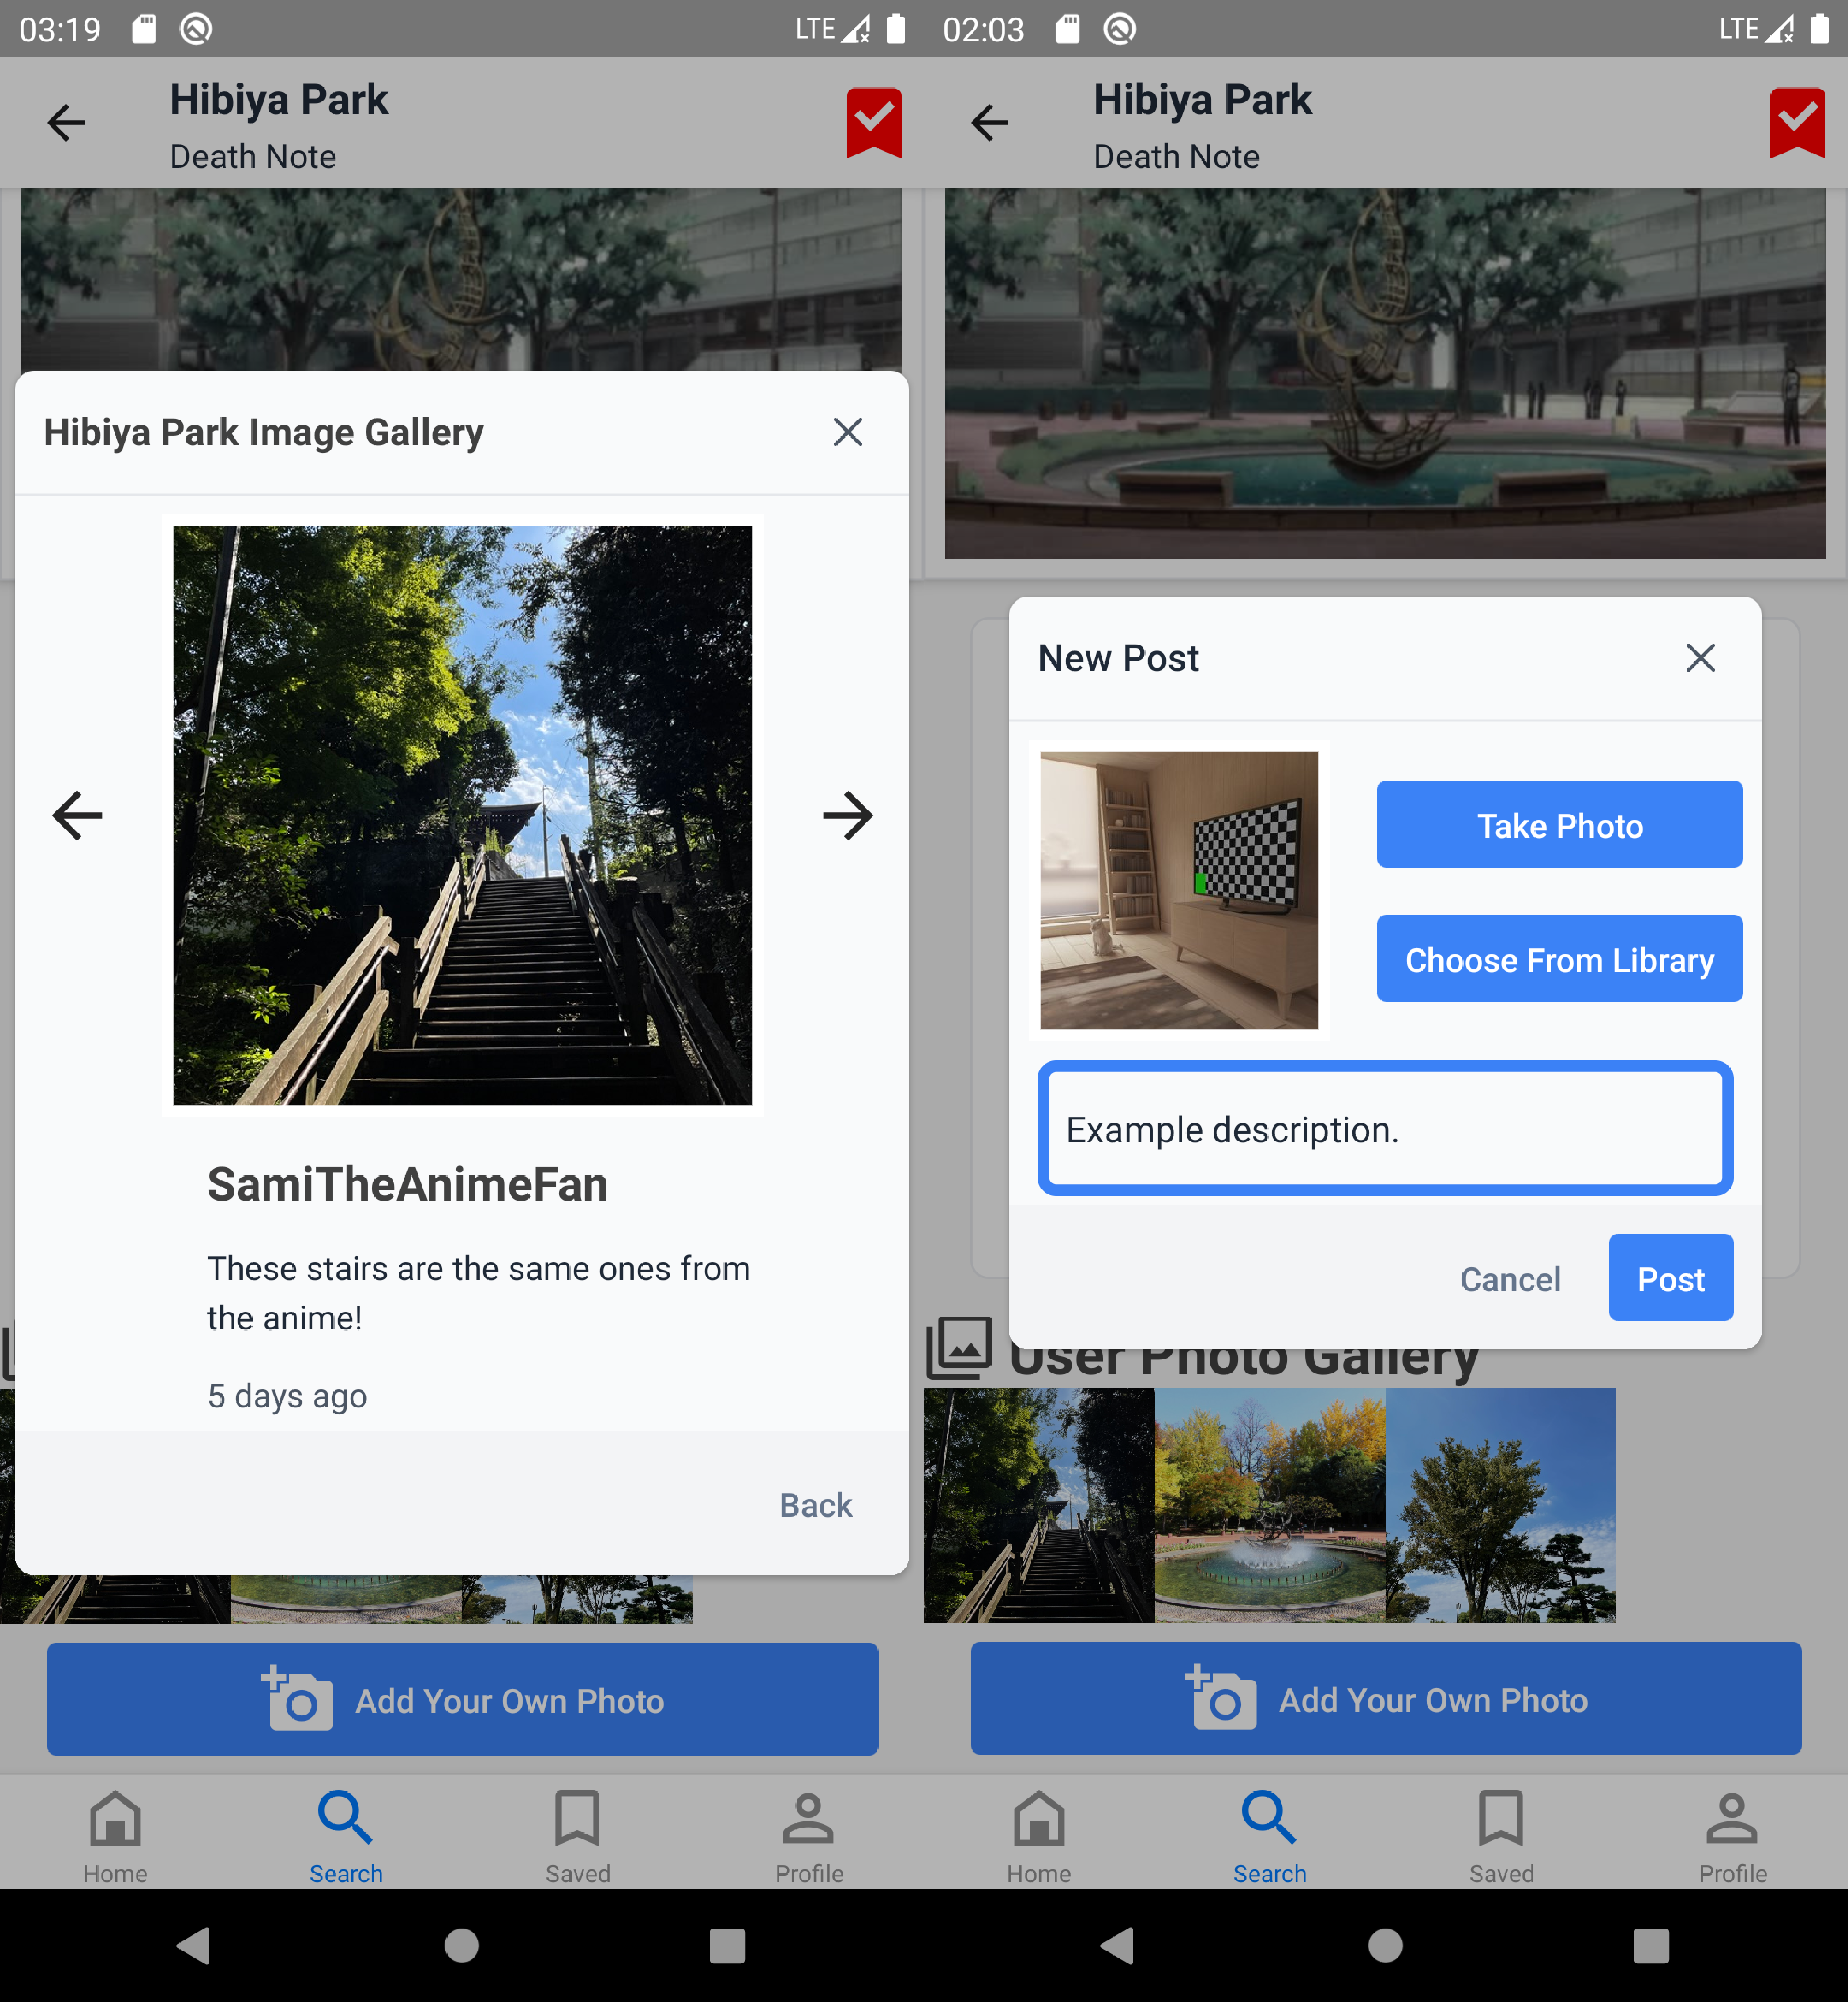 03:19
LTE
Hibiya Park
Death Note
Hibiya Park Image Gallery
SamiTheAnimeFan
These stairs are the same ones from
the anime!
5 days ago
Back
Add Your Own Photo
Home
Search
Saved
Profile
02:03
LTE
Hibiya Park
Death Note
New Post
Take Photo
Choose From Library
Example description.
Cancel
Post
User Photo Gallery
Add Your Own Photo
Home
Search
Saved
Profile